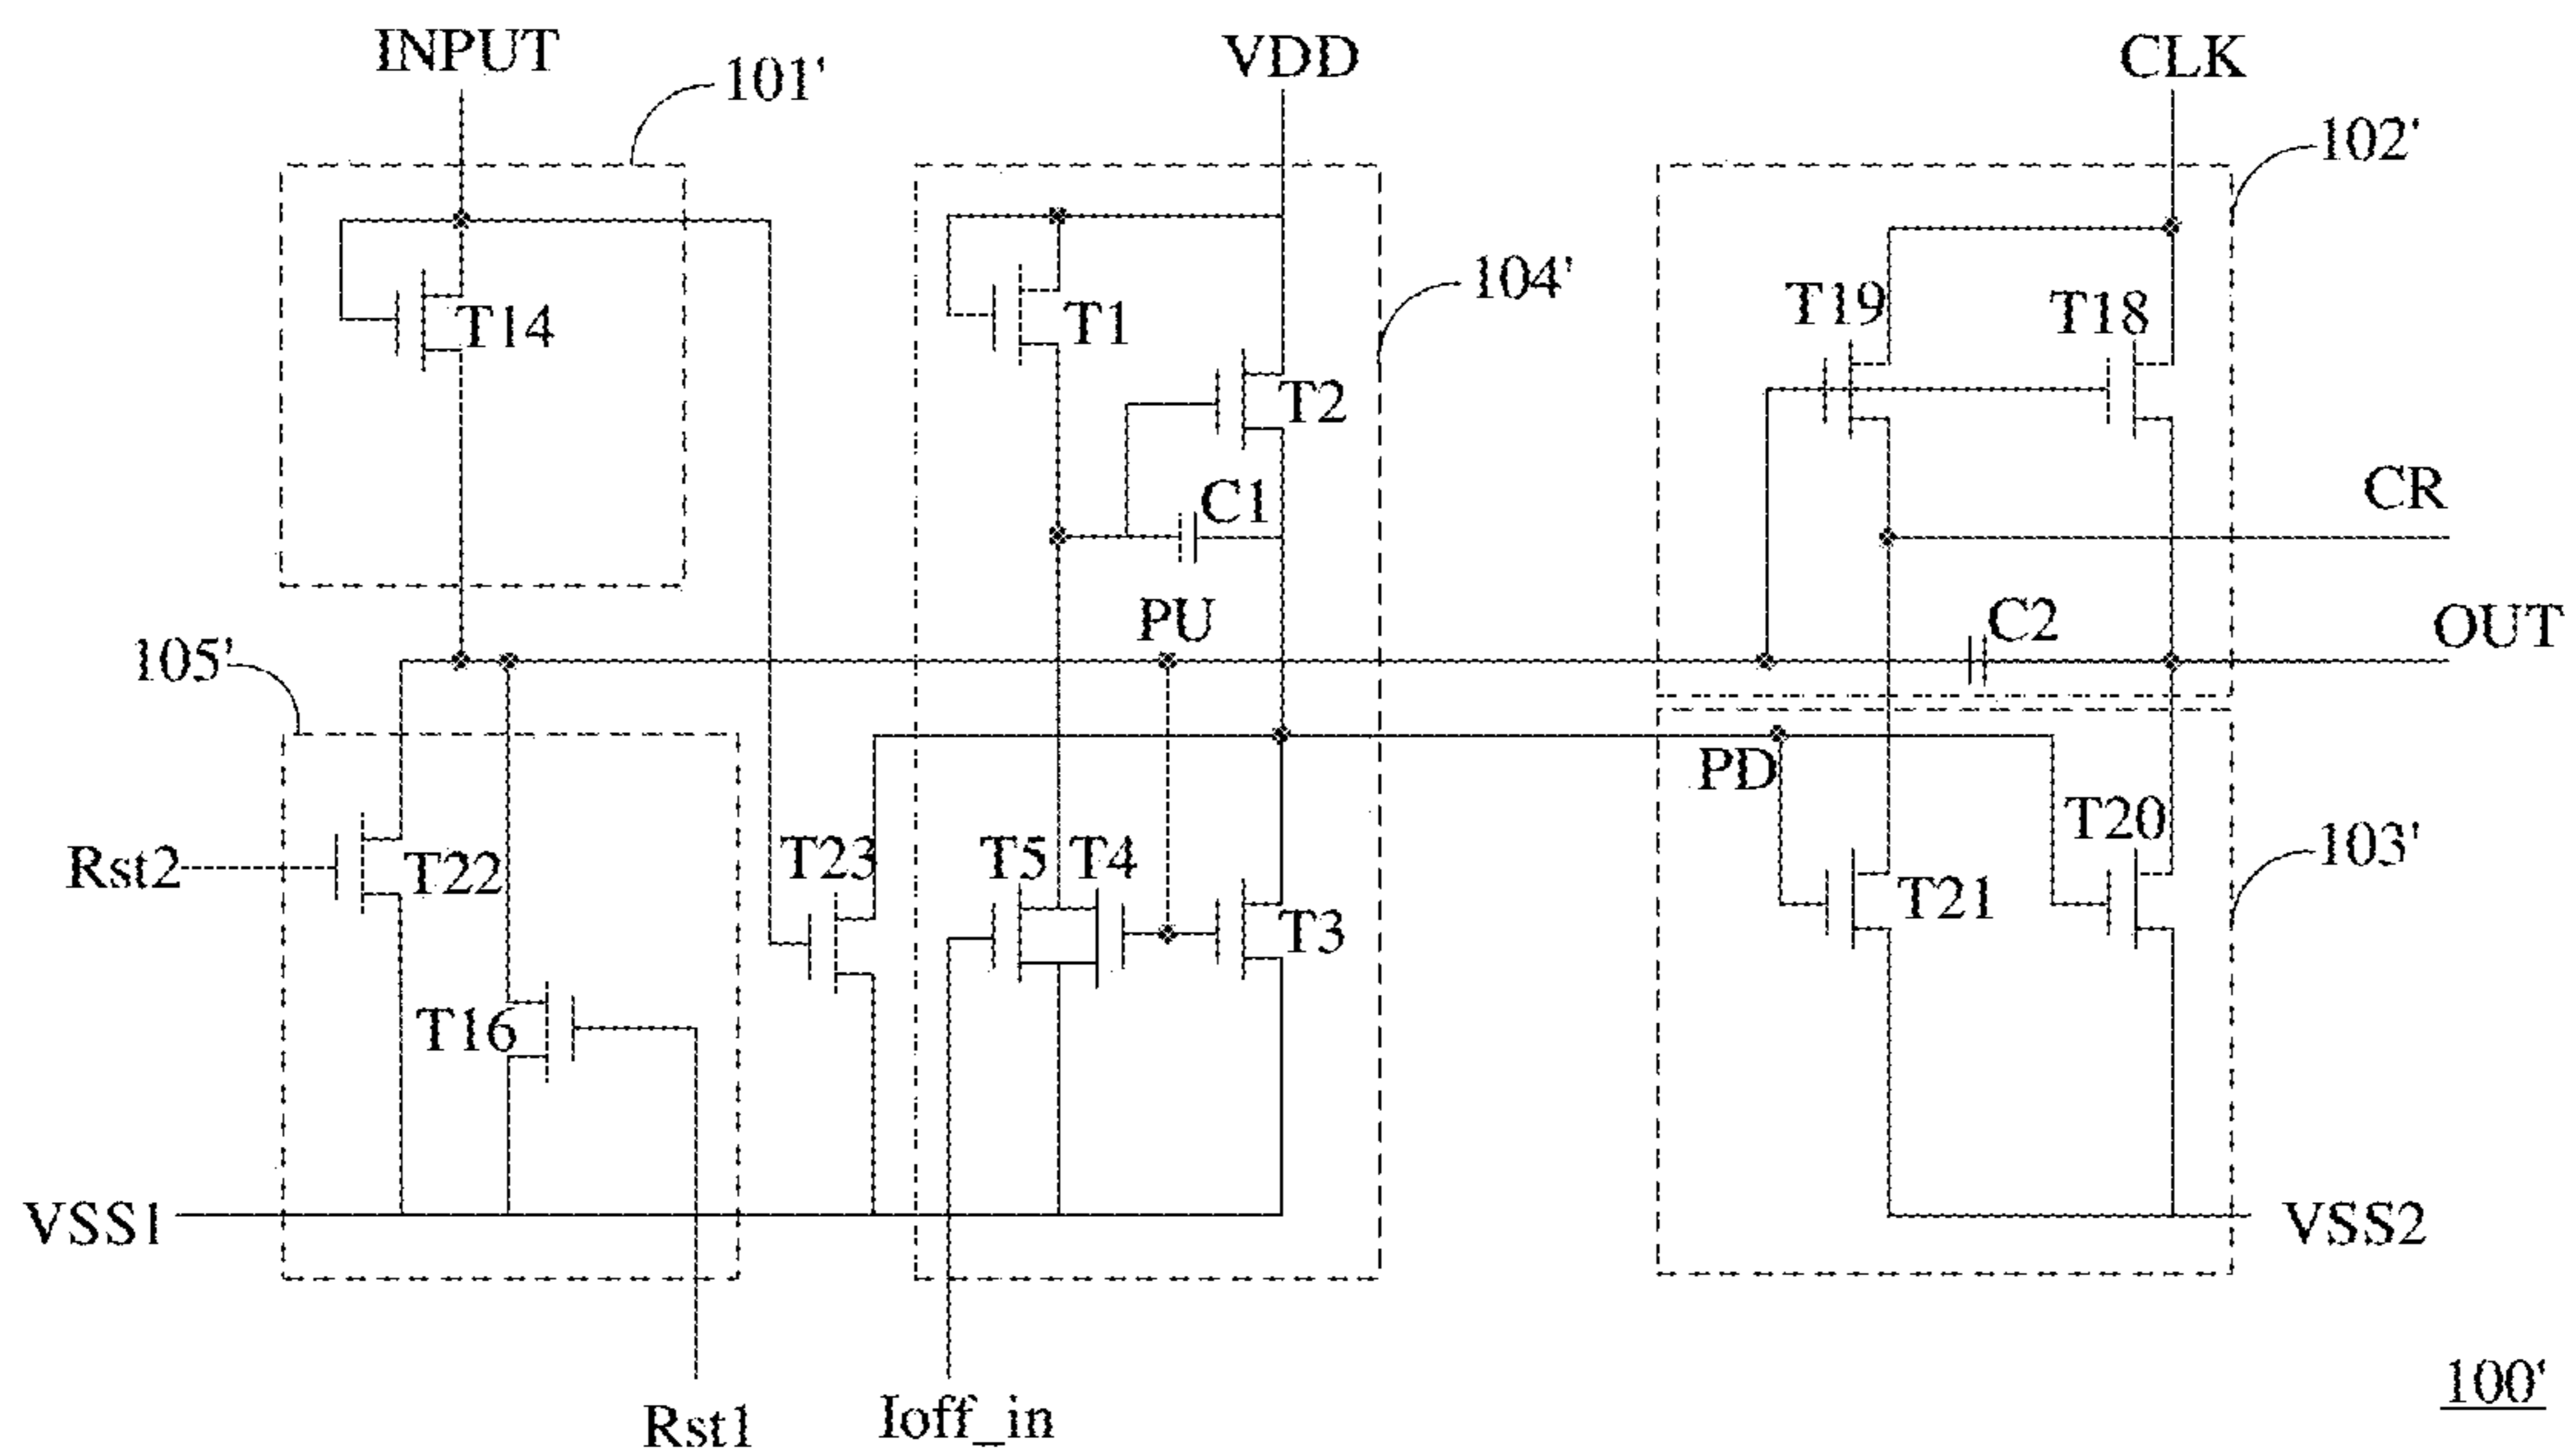 INPUT
VDD
CLK
101'
102'
104'
T14
T1
T19
T18
T2
C1
CR
PU
C2
OUT
105'
PD
Rst2
T22
T23
T5
T4
T3
T21
T20
103'
T16
VSS1
VSS2
Rst1
Ioff_in
100'